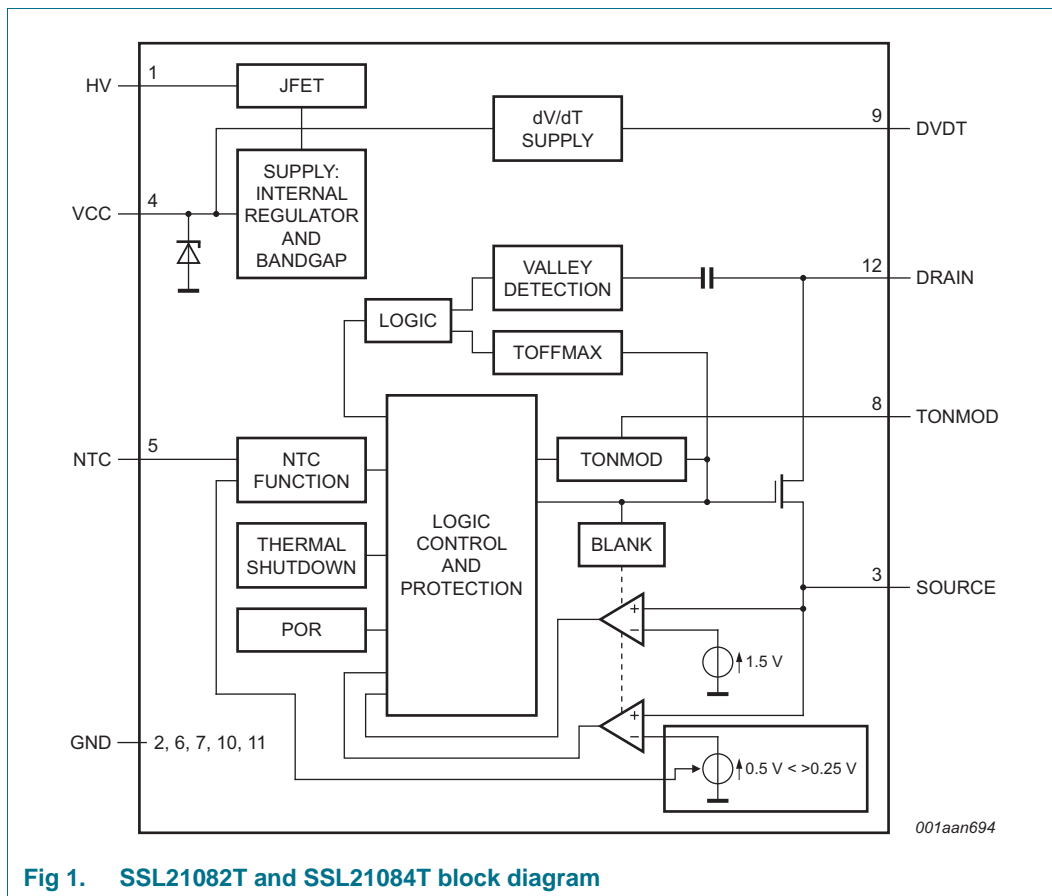 HV
1
JFET
dV/dT
SUPPLY
9
DVDT
SUPPLY:
INTERNAL
REGULATOR
AND
BANDGAP
VCC
4
VALLEY
DETECTION
12
DRAIN
LOGIC
TOFFMAX
8
TONMOD
NTC
5
NTC
FUNCTION
TONMOD
THERMAL
SHUTDOWN
LOGIC
CONTROL
AND
PROTECTION
BLANK
3
SOURCE
POR
+
−
1.5 V
+
−
0.5 V < >0.25 V
GND
2, 6, 7, 10, 11
001aan694
Fig 1. SSL21082T and SSL21084T block diagram